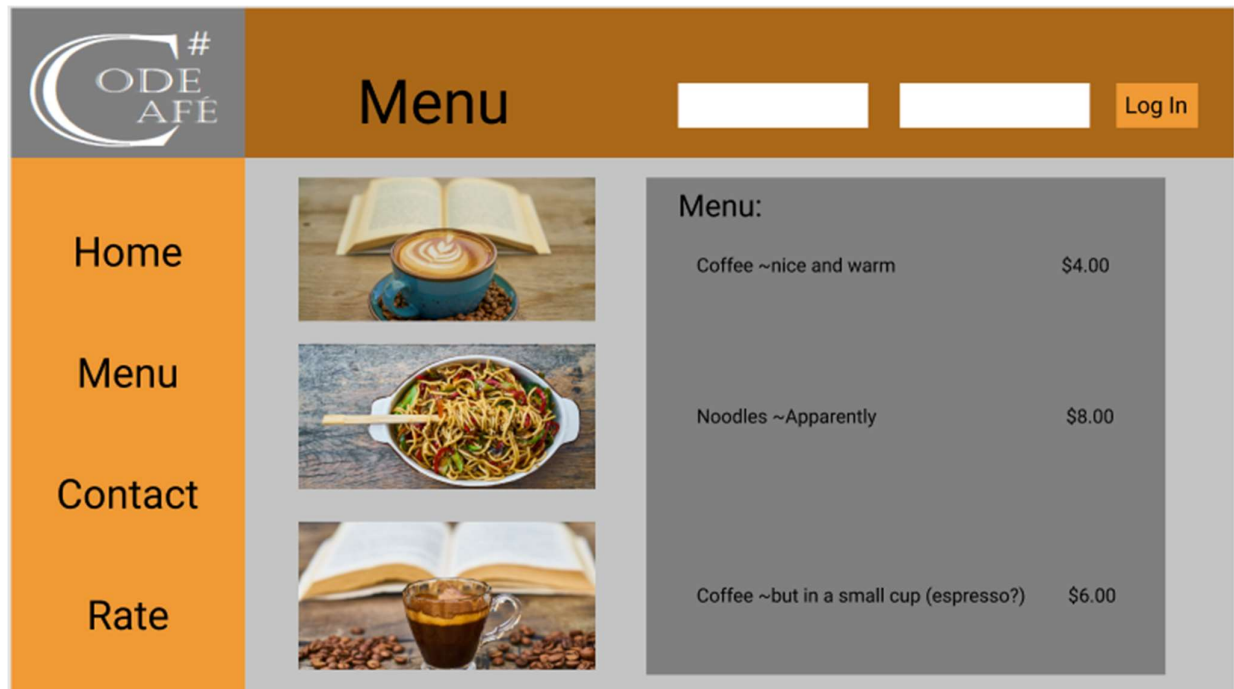 C#
ODE
AFÉ
Menu
Log In
Home
Menu
Contact
Rate
Menu:
Coffee ~nice and warm $4.00
Noodles ~Apparently $8.00
Coffee ~but in a small cup (espresso?) $6.00